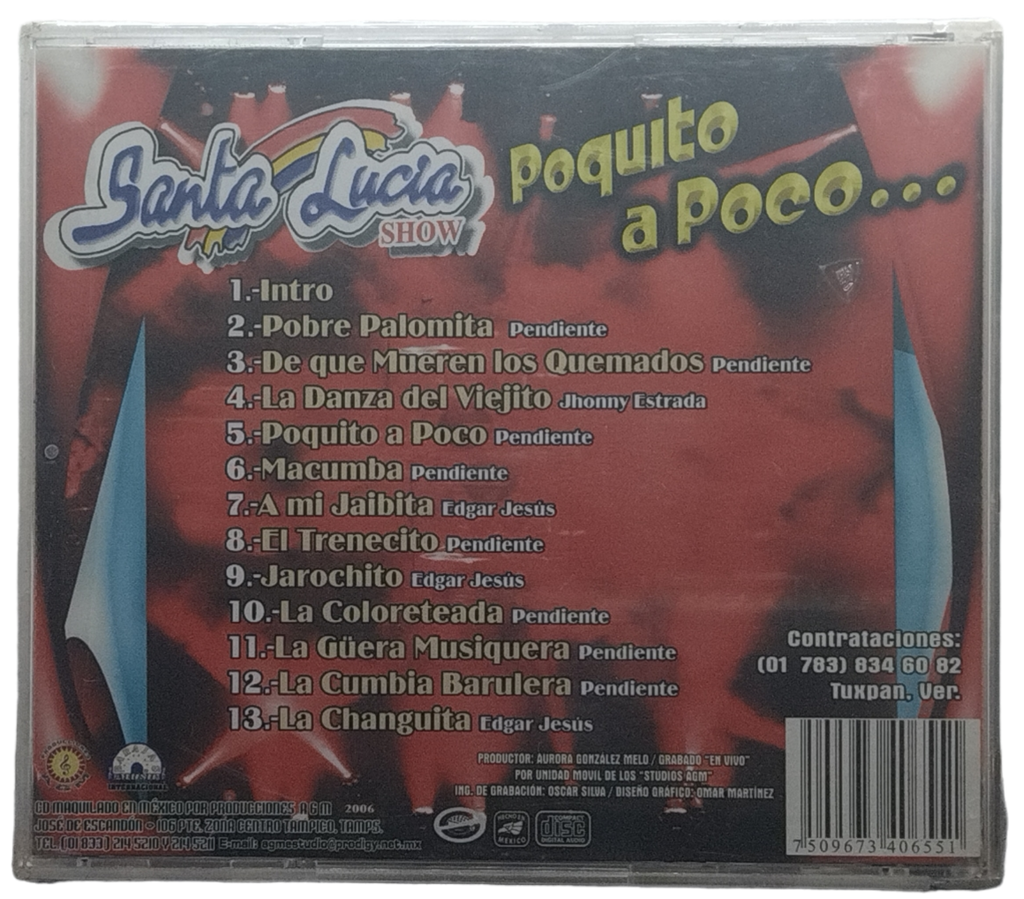 Santa Lucia
SHOW
Poquito
a Poco...
1.-Intro
2.-Pobre Palomita Pendiente
3.-De que Mueren los Quemados Pendiente
4.-La Danza del Viejito Jhonny Estrada
5.-Poquito a Poco Pendiente
6.-Macumba Pendiente
7.-A mi Jaibita Edgar Jesús
8.-El Trenecito Pendiente
9.-Jarochito Edgar Jesús
10.-La Coloreteada Pendiente
11.-La Güera Musiquera Pendiente
12.-La Cumbia Barulera Pendiente
13.-La Changuita Edgar Jesús
Contrataciones:
(01 783) 834 60 82
Tuxpan, Ver.
PRODUCTOR: AURORA GONZÁLEZ MELO / GRABADO "EN VIVO"
POR UNIDAD MOVIL DE LOS "STUDIOS AGM"
ING. DE GRABACIÓN: OSCAR SILVA / DISEÑO GRÁFICO: OMAR MARTÍNEZ
INTERNACIONAL
CD MAQUILADO EN MÉXICO POR PRODUCCIONES A G M 2006
JOSÉ DE ESCANDON - 106 PTE. ZONA CENTRO TAMPICO, TAMPS.
TEL. (01 833) 214 5210 Y 214 5211 E-mail: agmestudio@prodigy.net.mx
HECHO EN
MÉXICO
COMPACT
disc
DIGITAL AUDIO
7 509673 406551